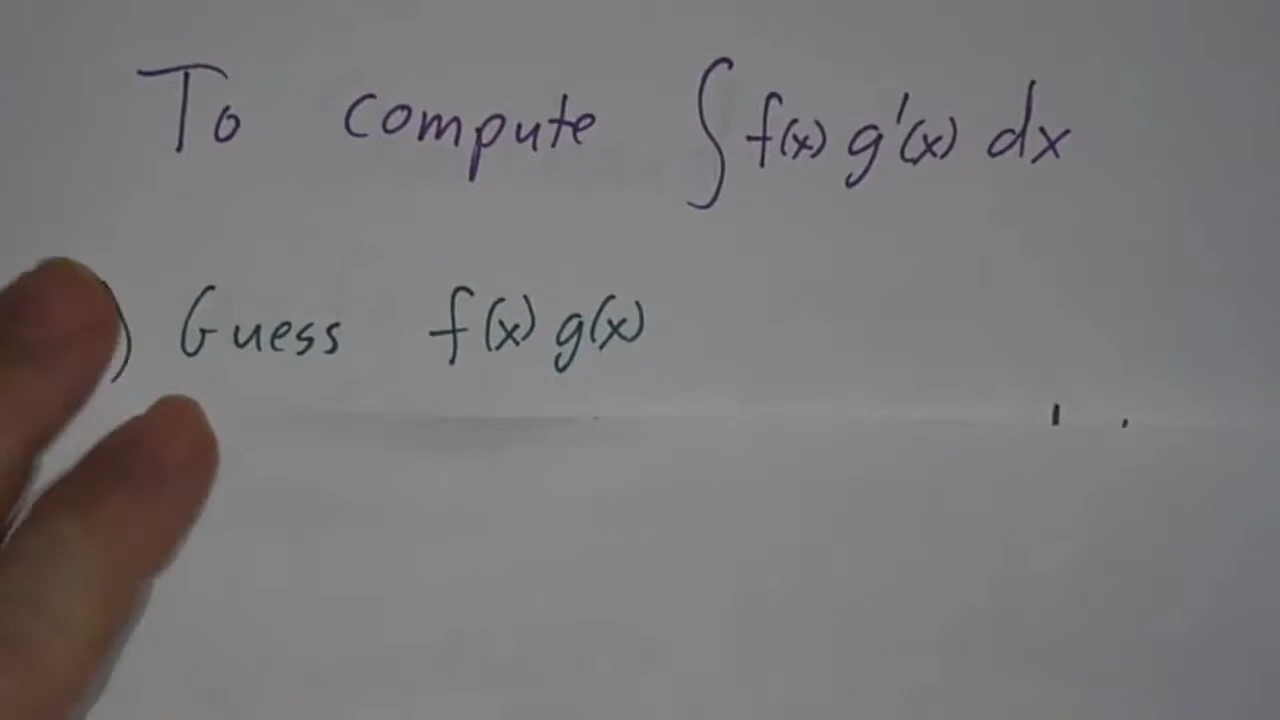 To compute ∫ f(x) g'(x) dx
) Guess f(x) g(x)